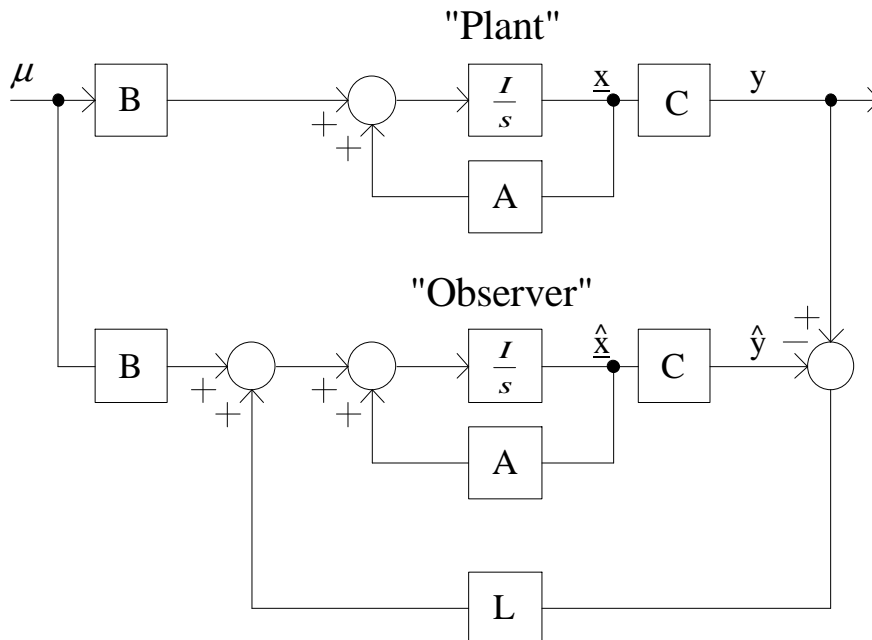 "Plant"
μ B + + I/s x C y
A
"Observer"
B + + + + I/s x̂ C ŷ + −
A
L